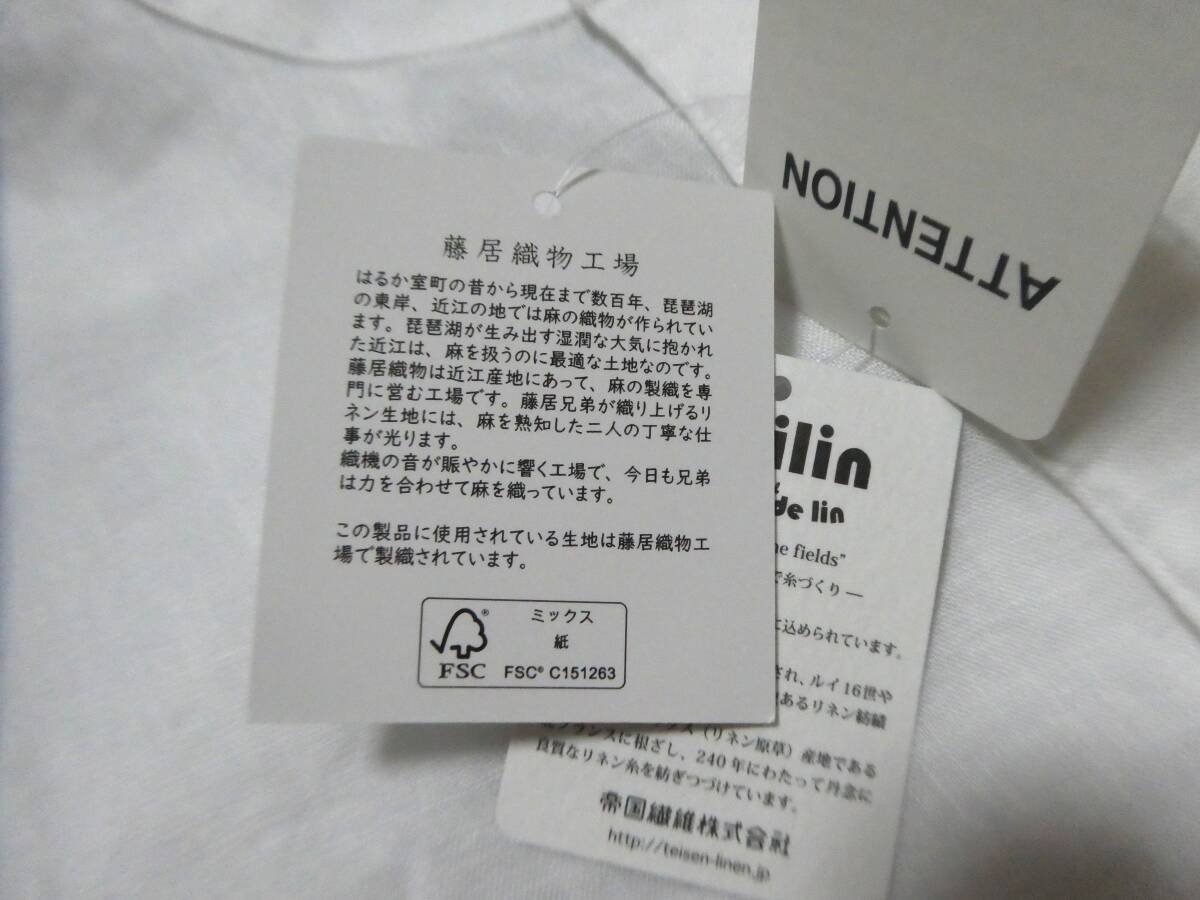 藤居織物工場
はるか室町の昔から現在まで数百年、琵琶湖
の東岸、近江の地では麻の織物が作られてい
ます。琵琶湖が生み出す湿潤な大気に抱かれ
た近江は、麻を扱うのに最適な土地なのです。
藤居織物は近江産地にあって、麻の製織を専
門に営む工場です。藤居兄弟が織り上げるリ
ネン生地には、麻を熟知した二人の丁寧な仕
事が光ります。
織機の音が賑やかに響く工場で、今日も兄弟
は力を合わせて麻を織っています。
この製品に使用されている生地は藤居織物工
場で製織されています。
FSC®
ミックス
紙
FSC® C151263
ATTENTION
ilin
de lin
fields”
で糸づくり —
に込められています。
され、ルイ16世や
あるリネン紡績
(リネン原草) 産地である
フランスに根ざし、240年にわたって丹念に
良質なリネン糸を紡ぎつづけています。
帝国繊維株式会社
http://teisen-linen.jp